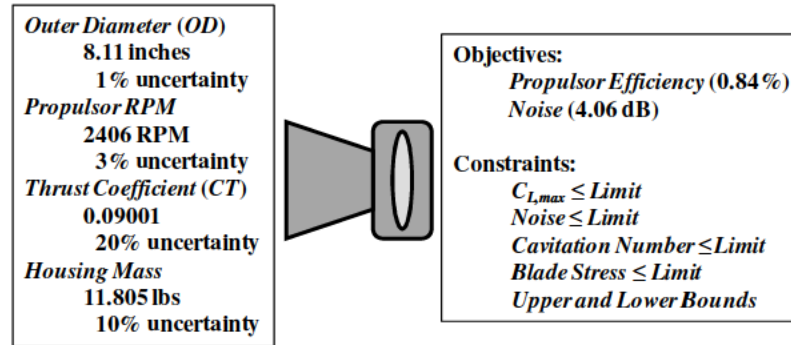 Outer Diameter (OD)
8.11 inches
1% uncertainty
Propulsor RPM
2406 RPM
3% uncertainty
Thrust Coefficient (CT)
0.09001
20% uncertainty
Housing Mass
11.805 lbs
10% uncertainty
Objectives:
Propulsor Efficiency (0.84%)
Noise (4.06 dB)
Constraints:
C_{L,max} ≤ Limit
Noise ≤ Limit
Cavitation Number ≤ Limit
Blade Stress ≤ Limit
Upper and Lower Bounds